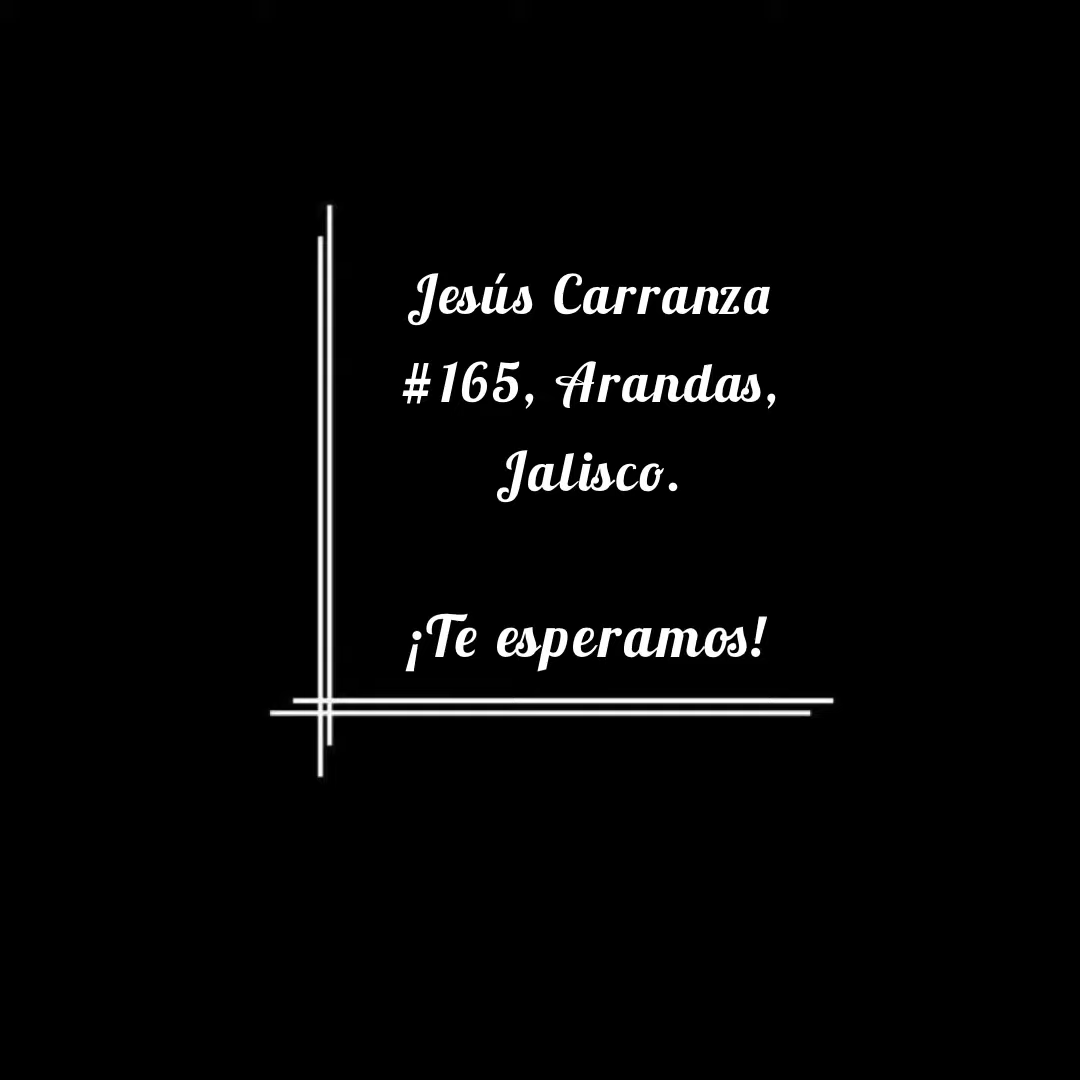 Jesús Carranza
#165, Arandas,
Jalisco.
¡Te esperamos!